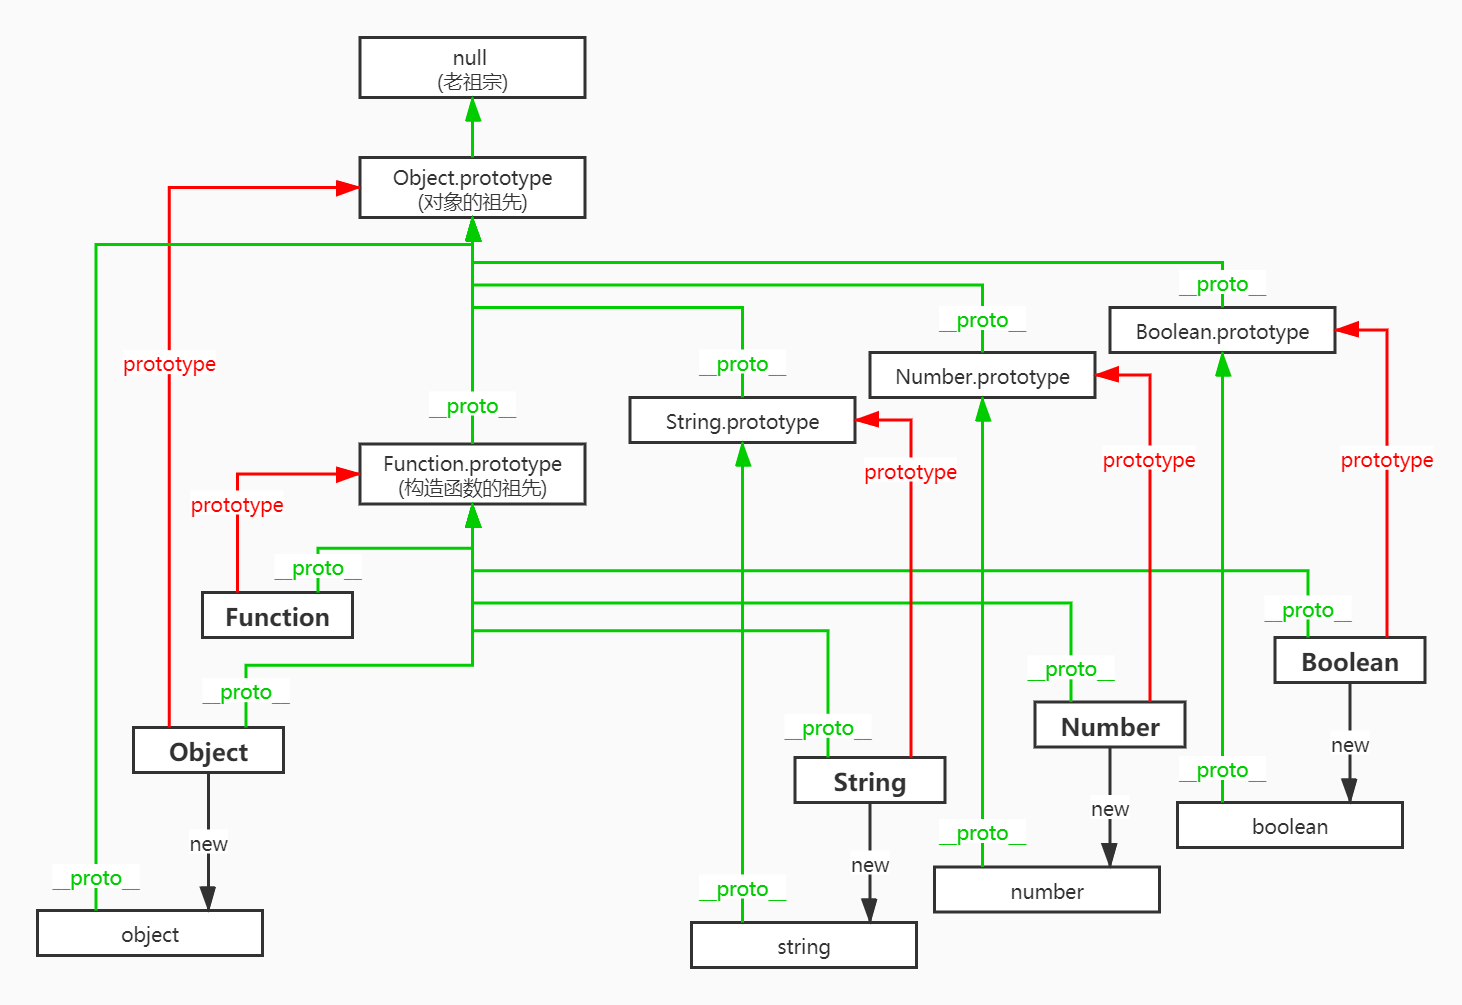 null
(老祖宗)
Object.prototype
(对象的祖先)
__proto__
Boolean.prototype
__proto__
Number.prototype
prototype
__proto__
String.prototype
__proto__
Function.prototype
(构造函数的祖先)
prototype
prototype
prototype
prototype
__proto__
Function
__proto__
Boolean
__proto__
Number
__proto__
Object
__proto__
String
new
__proto__
boolean
new
__proto__
number
new
new
__proto__
object
__proto__
string